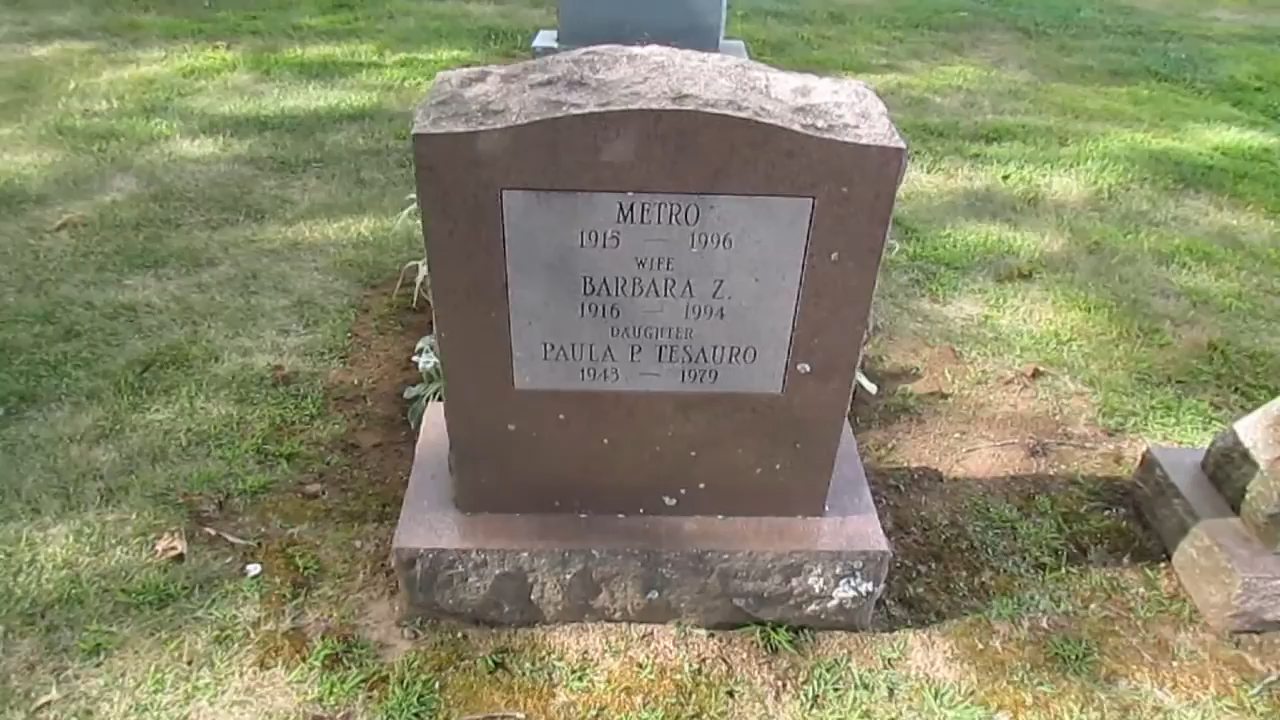 METRO
1915 — 1996
WIFE
BARBARA Z.
1916 — 1994
DAUGHTER
PAULA P. TESAURO
1943 — 1979